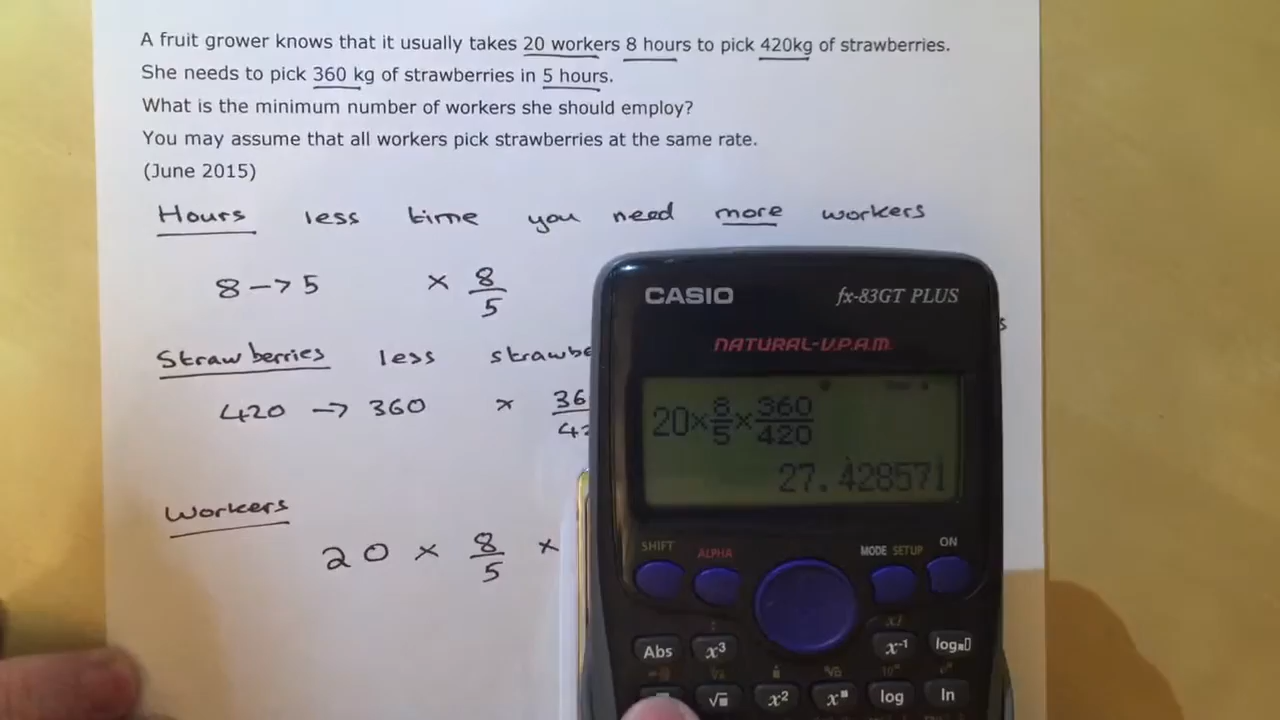 A fruit grower knows that it usually takes 20 workers 8 hours to pick 420kg of strawberries.
She needs to pick 360 kg of strawberries in 5 hours.
What is the minimum number of workers she should employ?
You may assume that all workers pick strawberries at the same rate.
(June 2015)
Hours less time you need more workers
8 → 5 × 8/5
Strawberries less strawbe
420 → 360 × 36
Workers
20 × 8/5 ×
CASIO fx-83GT PLUS
NATURAL-V.P.A.M.
20×8/5×360/420
27.428571
SHIFT ALPHA MODE SETUP ON
Abs x³ x⁻¹ log
x² log ln